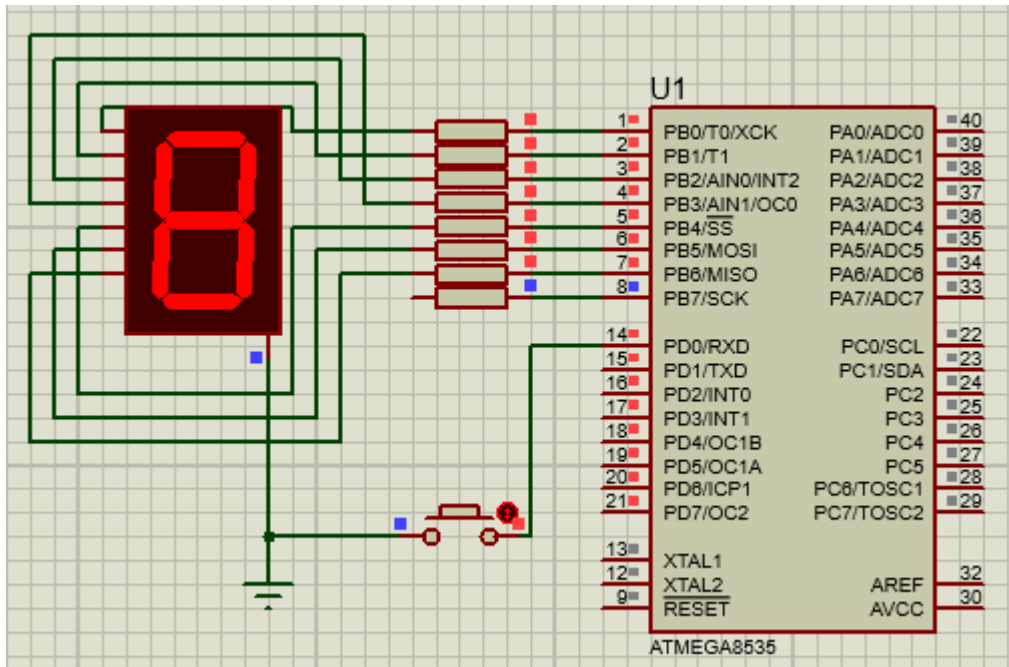 U1
1 PB0/T0/XCK PA0/ADC0 40
2 PB1/T1 PA1/ADC1 39
3 PB2/AIN0/INT2 PA2/ADC2 38
4 PB3/AIN1/OC0 PA3/ADC3 37
5 PB4/SS PA4/ADC4 36
6 PB5/MOSI PA5/ADC5 35
7 PB6/MISO PA6/ADC6 34
8 PB7/SCK PA7/ADC7 33
14 PD0/RXD PC0/SCL 22
15 PD1/TXD PC1/SDA 23
16 PD2/INT0 PC2 24
17 PD3/INT1 PC3 25
18 PD4/OC1B PC4 26
19 PD5/OC1A PC5 27
20 PD6/ICP1 PC6/TOSC1 28
21 PD7/OC2 PC7/TOSC2 29
13 XTAL1
12 XTAL2 AREF 32
9 RESET AVCC 30
ATMEGA8535